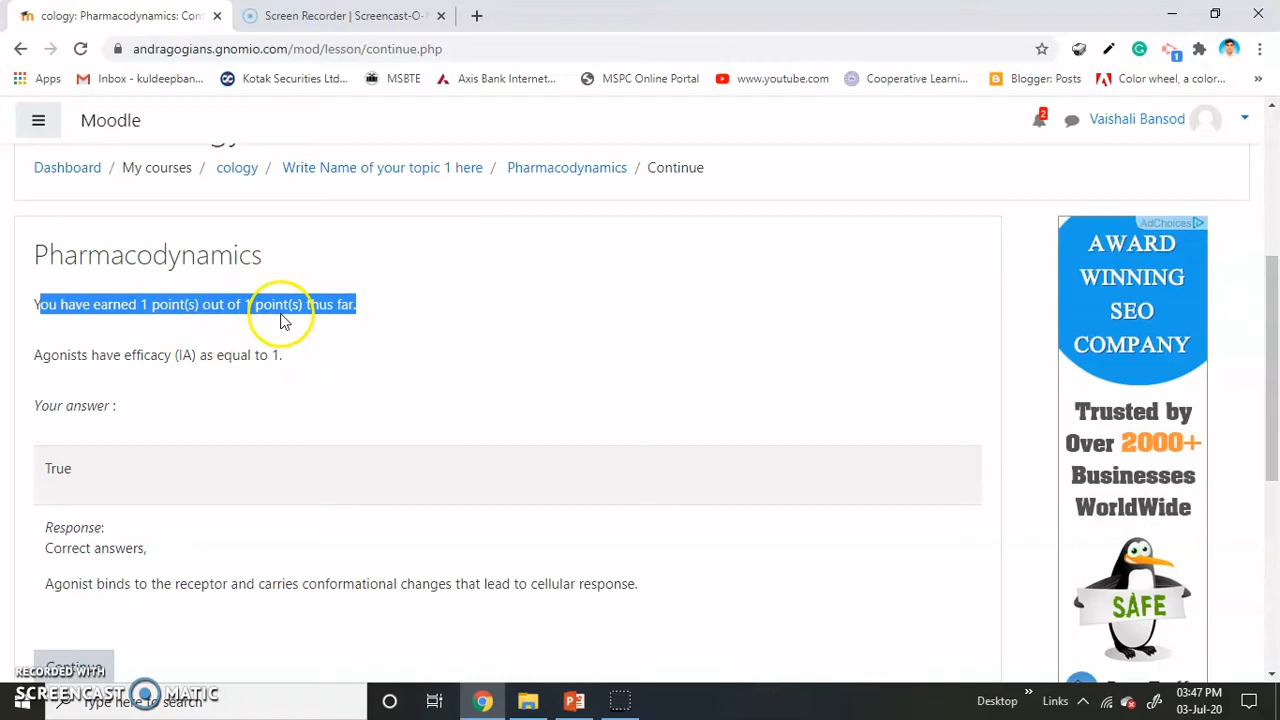 cology: Pharmacodynamics: Con
Screen Recorder | Screencast-O-
andragogians.gnomio.com/mod/lesson/continue.php
1
Apps
Inbox - kuldeepban...
Kotak Securities Ltd...
MSBTE
Axis Bank Internet...
MSPC Online Portal
www.youtube.com
Cooperative Learni...
Blogger: Posts
Color wheel, a color...
»
Moodle
2
Vaishali Bansod
Dashboard / My courses / cology / Write Name of your topic 1 here / Pharmacodynamics / Continue
AdChoices
Pharmacodynamics
You have earned 1 point(s) out of 1 point(s) thus far.
Agonists have efficacy (IA) as equal to 1.
Your answer :
True
Response:
Correct answers,
Agonist binds to the receptor and carries conformational changes that lead to cellular response.
Continue
AWARD
WINNING
SEO
COMPANY
Trusted by
Over 2000+
Businesses
WorldWide
SAFE
RECORDED WITH
SCREENCAST MATIC
Type here to search
Desktop
»
Links
03:47 PM
03-Jul-20